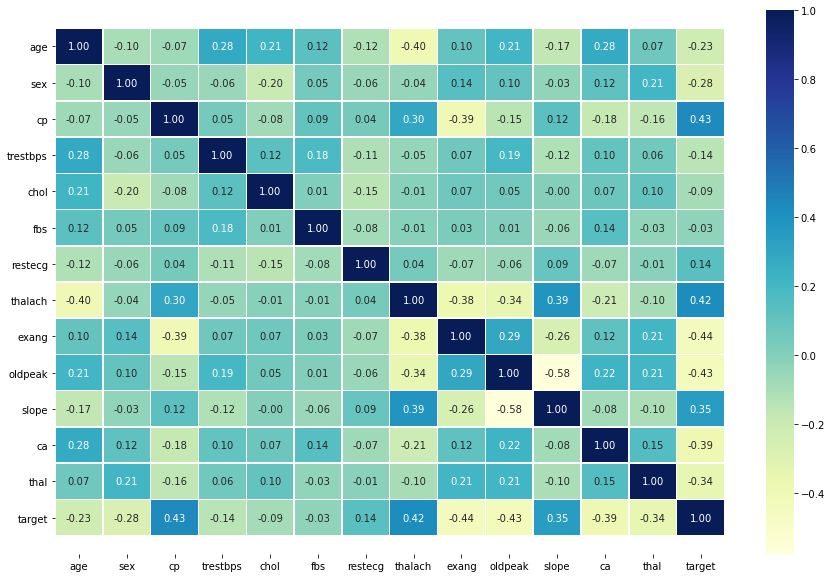 age 1.00 -0.10 -0.07 0.28 0.21 0.12 -0.12 -0.40 0.10 0.21 -0.17 0.28 0.07 -0.23
sex -0.10 1.00 -0.05 -0.06 -0.20 0.05 -0.06 -0.04 0.14 0.10 -0.03 0.12 0.21 -0.28
cp -0.07 -0.05 1.00 0.05 -0.08 0.09 0.04 0.30 -0.39 -0.15 0.12 -0.18 -0.16 0.43
trestbps 0.28 -0.06 0.05 1.00 0.12 0.18 -0.11 -0.05 0.07 0.19 -0.12 0.10 0.06 -0.14
chol 0.21 -0.20 -0.08 0.12 1.00 0.01 -0.15 -0.01 0.07 0.05 -0.00 0.07 0.10 -0.09
fbs 0.12 0.05 0.09 0.18 0.01 1.00 -0.08 -0.01 0.03 0.01 -0.06 0.14 -0.03 -0.03
restecg -0.12 -0.06 0.04 -0.11 -0.15 -0.08 1.00 0.04 -0.07 -0.06 0.09 -0.07 -0.01 0.14
thalach -0.40 -0.04 0.30 -0.05 -0.01 -0.01 0.04 1.00 -0.38 -0.34 0.39 -0.21 -0.10 0.42
exang 0.10 0.14 -0.39 0.07 0.07 0.03 -0.07 -0.38 1.00 0.29 -0.26 0.12 0.21 -0.44
oldpeak 0.21 0.10 -0.15 0.19 0.05 0.01 -0.06 -0.34 0.29 1.00 -0.58 0.22 0.21 -0.43
slope -0.17 -0.03 0.12 -0.12 -0.00 -0.06 0.09 0.39 -0.26 -0.58 1.00 -0.08 -0.10 0.35
ca 0.28 0.12 -0.18 0.10 0.07 0.14 -0.07 -0.21 0.12 0.22 -0.08 1.00 0.15 -0.39
thal 0.07 0.21 -0.16 0.06 0.10 -0.03 -0.01 -0.10 0.21 0.21 -0.10 0.15 1.00 -0.34
target -0.23 -0.28 0.43 -0.14 -0.09 -0.03 0.14 0.42 -0.44 -0.43 0.35 -0.39 -0.34 1.00
age sex cp trestbps chol fbs restecg thalach exang oldpeak slope ca thal target
1.0
0.8
0.6
0.4
0.2
0.0
−0.2
−0.4